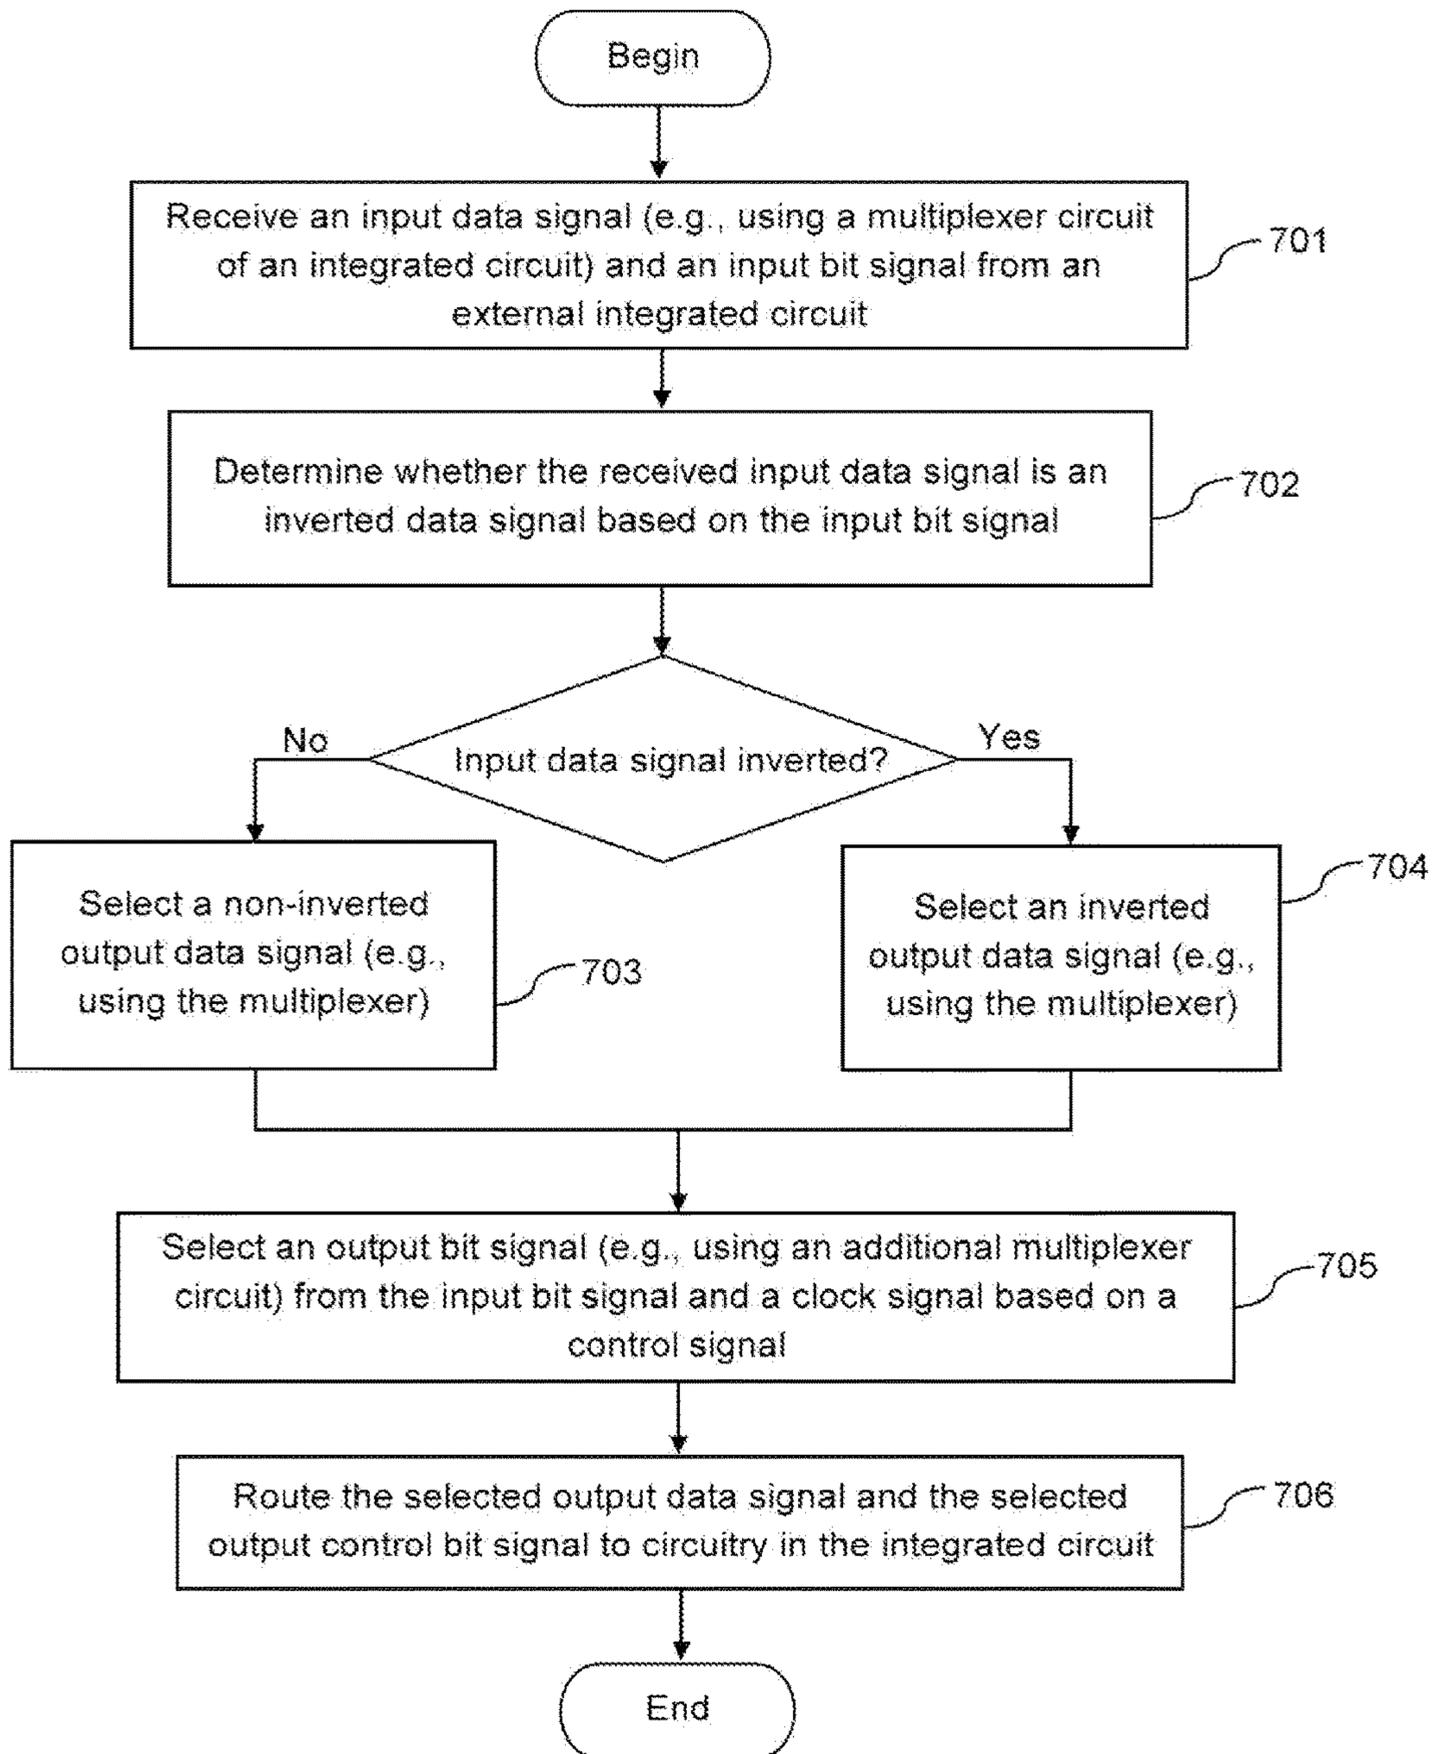 Begin
Receive an input data signal (e.g., using a multiplexer circuit
of an integrated circuit) and an input bit signal from an
external integrated circuit
701
Determine whether the received input data signal is an
inverted data signal based on the input bit signal
702
No
Input data signal inverted?
Yes
Select a non-inverted
output data signal (e.g.,
using the multiplexer)
703
Select an inverted
output data signal (e.g.,
using the multiplexer)
704
Select an output bit signal (e.g., using an additional multiplexer
circuit) from the input bit signal and a clock signal based on a
control signal
705
Route the selected output data signal and the selected
output control bit signal to circuitry in the integrated circuit
706
End